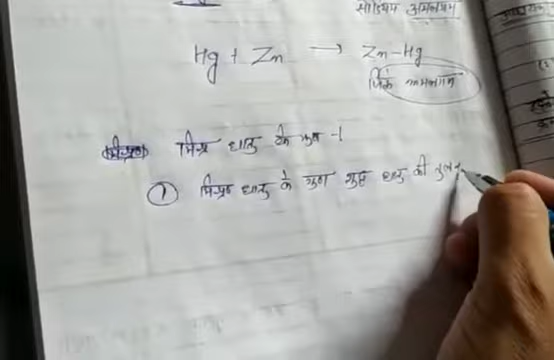 सोडियम अमलगम
Hg + Zn → Zn-Hg
जिंक अमलगम
मिश्र धातु के गुण -!
① मिश्र धातु के गुण शुद्ध धातु की तुलन